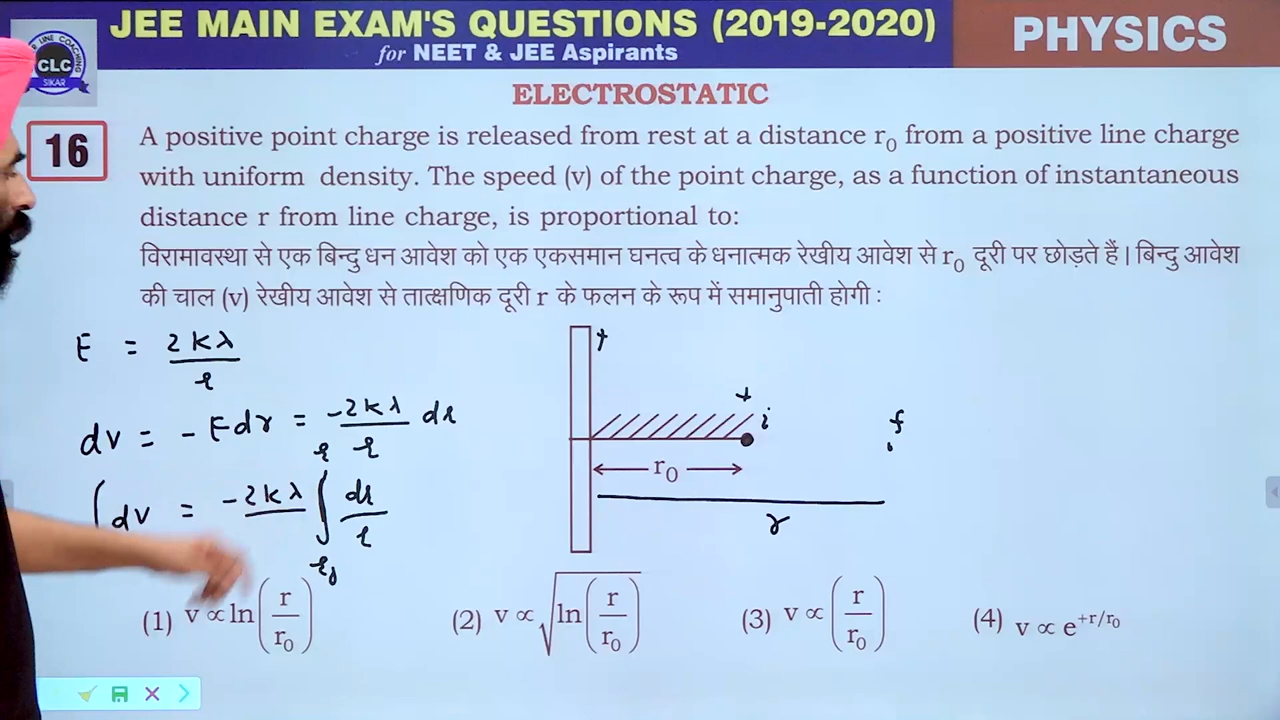 JEE MAIN EXAM'S QUESTIONS (2019-2020)
for NEET & JEE Aspirants
PHYSICS
LINE COACHING
CLC
SIKAR
ELECTROSTATIC
16
A positive point charge is released from rest at a distance r₀ from a positive line charge
with uniform density. The speed (v) of the point charge, as a function of instantaneous
distance r from line charge, is proportional to:
विरामावस्था से एक बिन्दु धन आवेश को एक एकसमान घनत्व के धनात्मक रेखीय आवेश से r₀ दूरी पर छोड़ते हैं। बिन्दु आवेश
की चाल (v) रेखीय आवेश से तात्क्षणिक दूरी r के फलन के रूप में समानुपाती होगी :
E = 2kλ/r
dv = -Edr = -2kλ/r dr
∫dv = -2kλ ∫_{r₀}^{r} dr/r
+
+
i
f
r₀
r
(1) v ∝ ln(r/r₀)
(2) v ∝ √ln(r/r₀)
(3) v ∝ (r/r₀)
(4) v ∝ e^{+r/r₀}